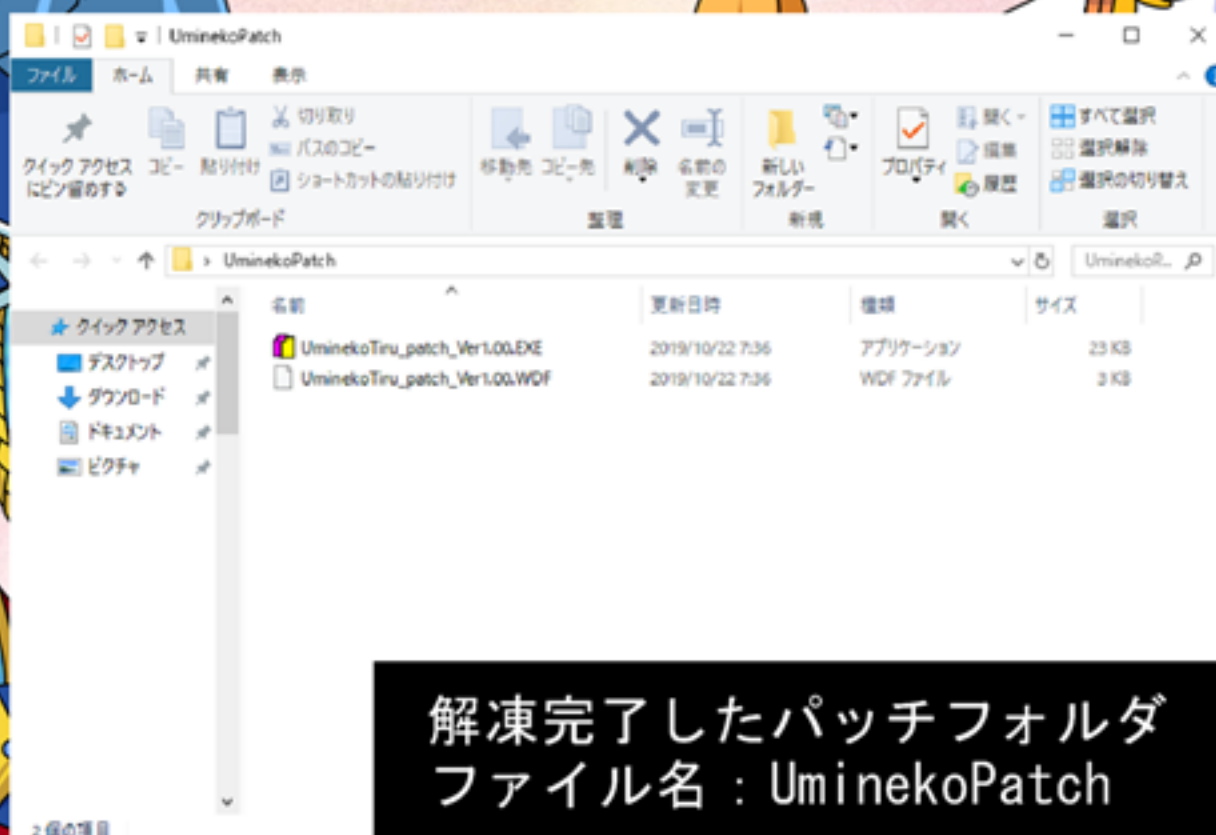 UminekoPatch
ファイル ホーム 共有 表示
クイック アクセス
にピン留めする
コピー
貼り付け
切り取り
パスのコピー
ショートカットの貼り付け
クリップボード
移動先
コピー先
削除
名前の
変更
整理
新しい
フォルダー
新規
プロパティ
開く
編集
履歴
開く
すべて選択
選択解除
選択の切り替え
選択
UminekoPatch
UminekoP...
クイック アクセス
デスクトップ
ダウンロード
ドキュメント
ピクチャ
名前 更新日時 種類 サイズ
UminekoTiru_patch_Ver1.00.EXE 2019/10/22 7:36 アプリケーション 23 KB
UminekoTiru_patch_Ver1.00.WDF 2019/10/22 7:36 WDF ファイル 3 KB
2 個の項目
解凍完了したパッチフォルダ
ファイル名：UminekoPatch